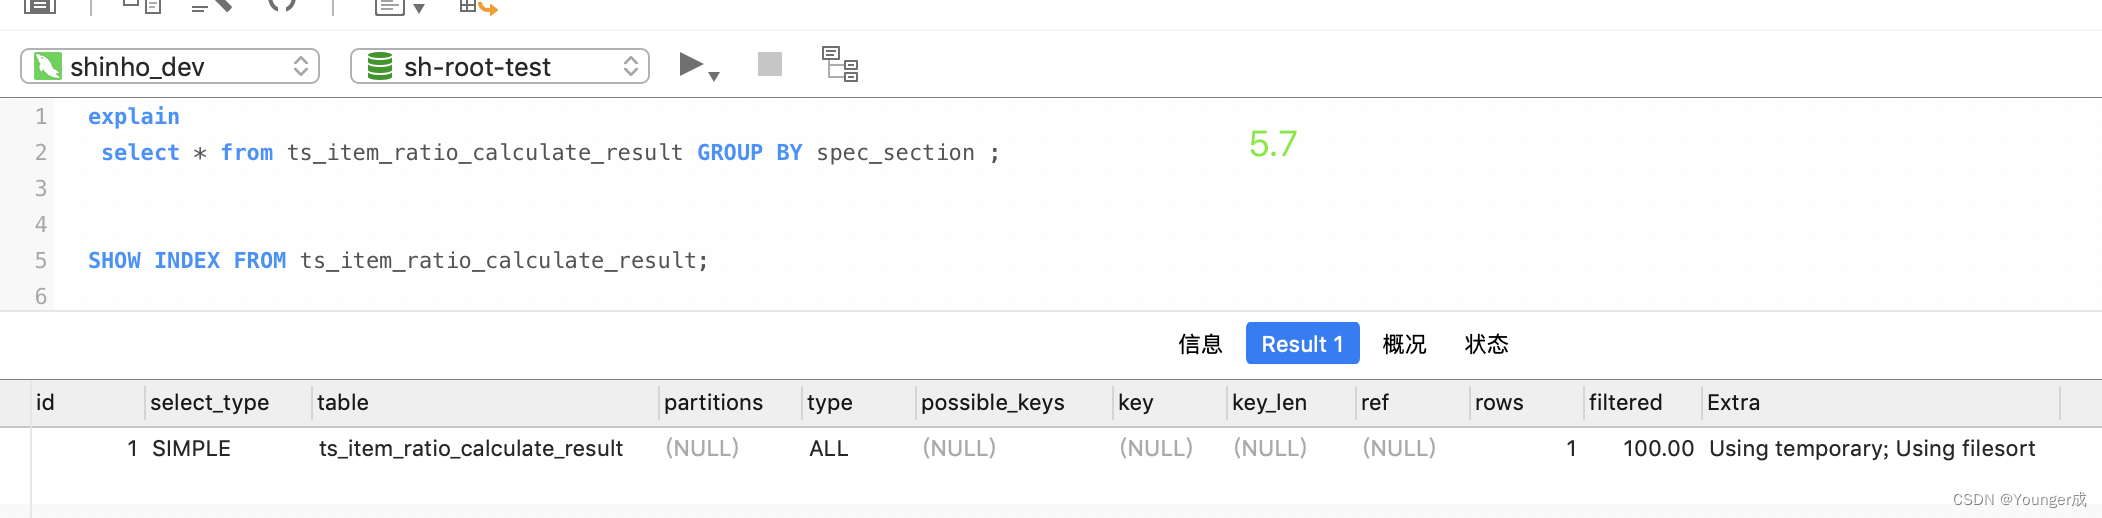 shinho_dev sh-root-test
1 explain
2 select * from ts_item_ratio_calculate_result GROUP BY spec_section ;
5.7
3
4
5 SHOW INDEX FROM ts_item_ratio_calculate_result;
6
信息 Result 1 概况 状态
id select_type table partitions type possible_keys key key_len ref rows filtered Extra
1 SIMPLE ts_item_ratio_calculate_result (NULL) ALL (NULL) (NULL) (NULL) (NULL) 1 100.00 Using temporary; Using filesort
CSDN @Younger成